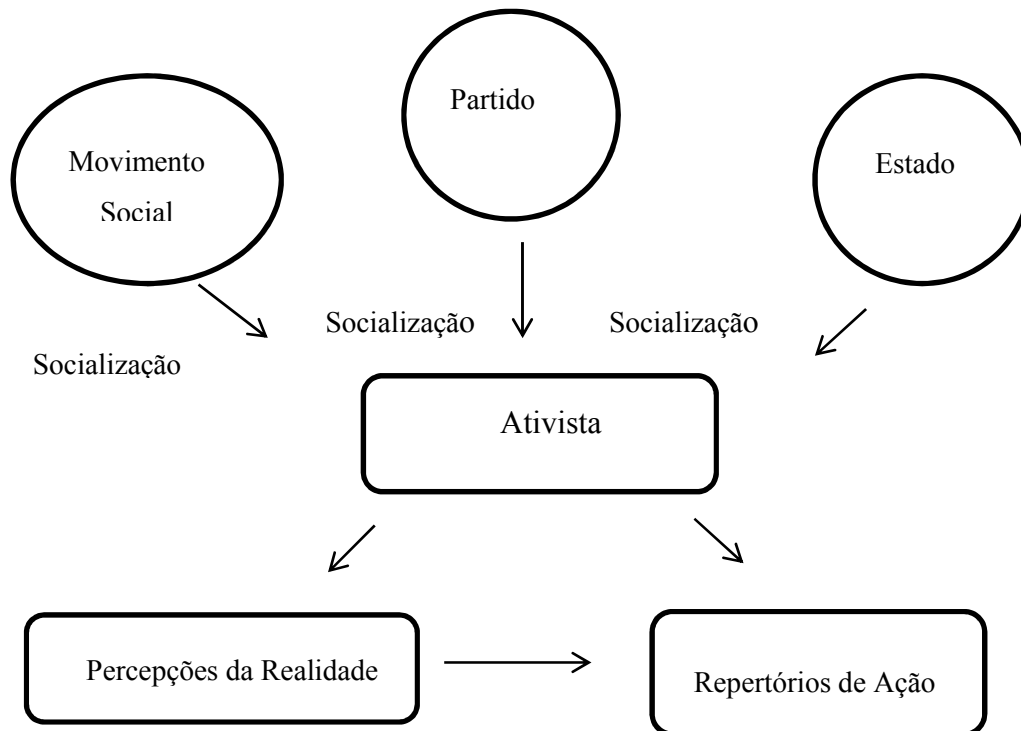 Partido
Movimento
Social
Estado
Socialização
Socialização
Socialização
Ativista
Percepções da Realidade
Repertórios de Ação